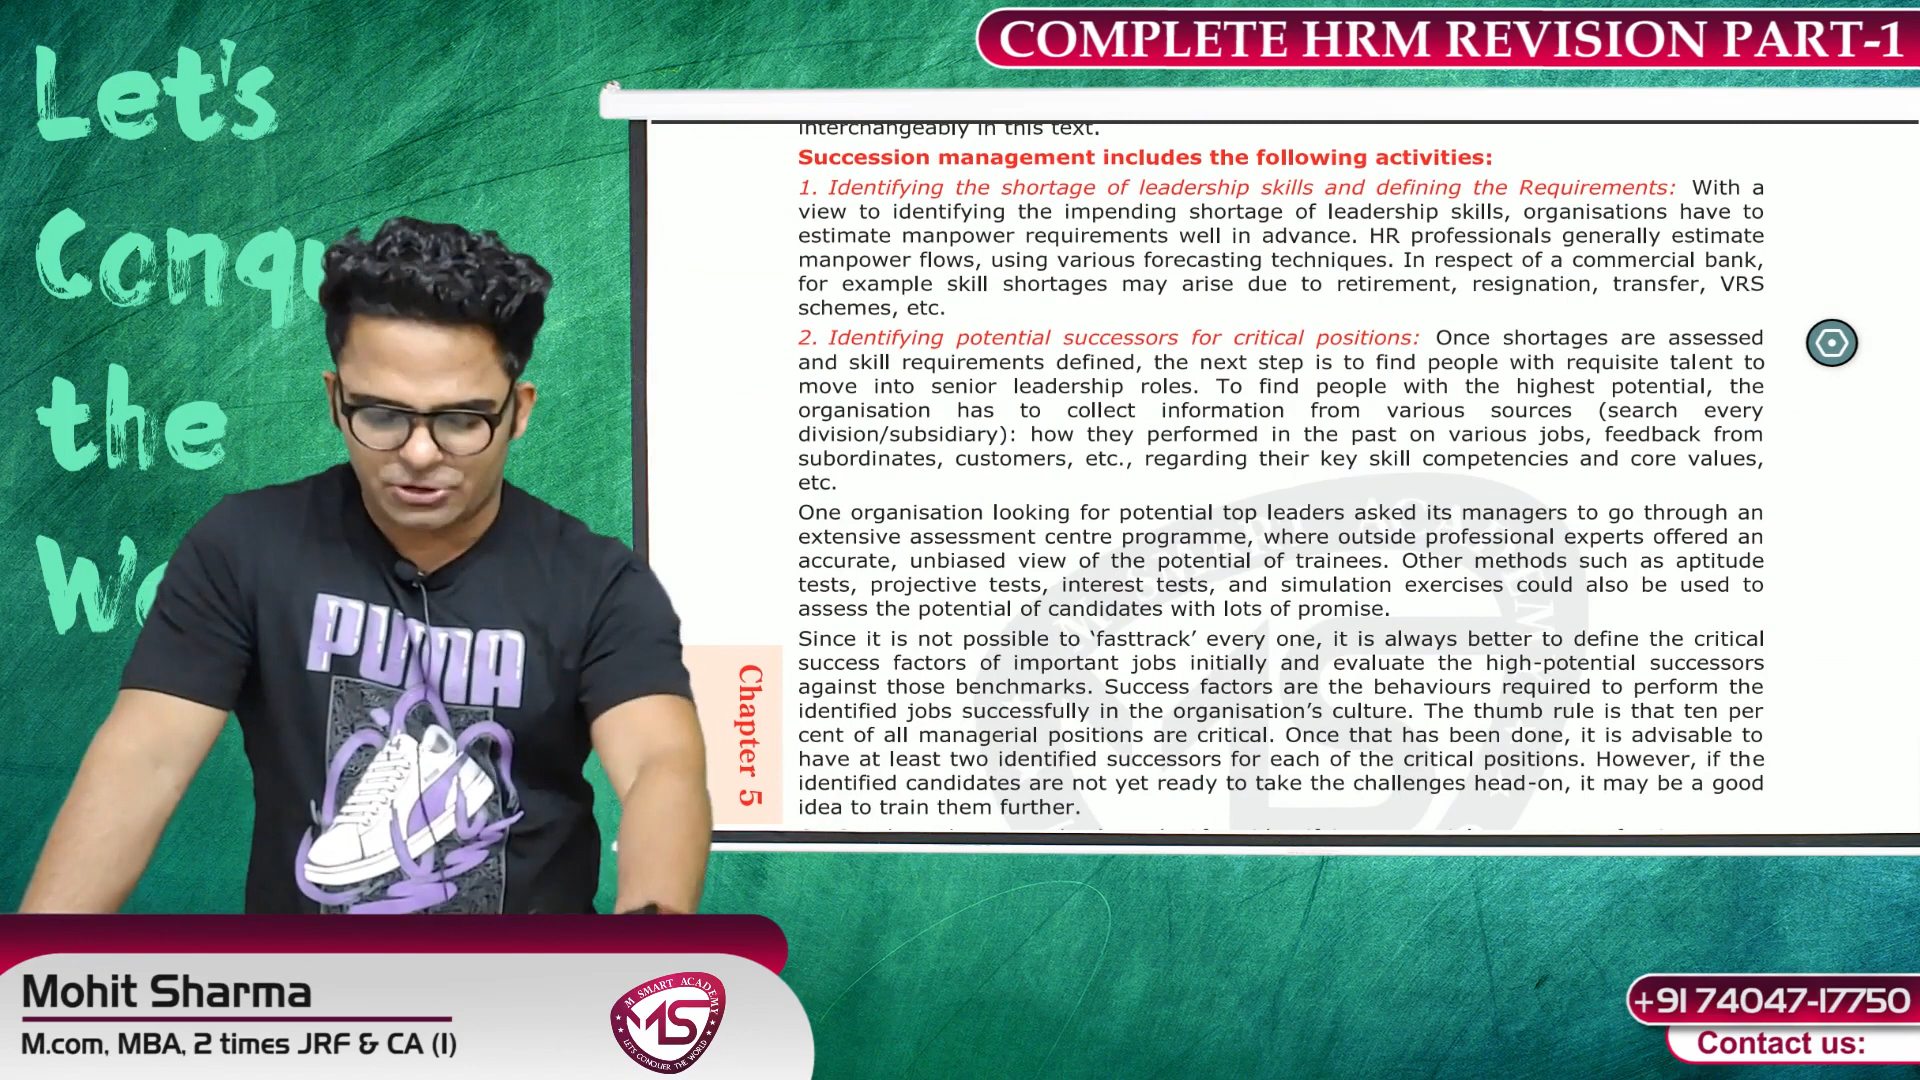 COMPLETE HRM REVISION PART-1
Let's
Conqu
the
Wo
interchangeably in this text.
Succession management includes the following activities:
1. Identifying the shortage of leadership skills and defining the Requirements: With a
view to identifying the impending shortage of leadership skills, organisations have to
estimate manpower requirements well in advance. HR professionals generally estimate
manpower flows, using various forecasting techniques. In respect of a commercial bank,
for example skill shortages may arise due to retirement, resignation, transfer, VRS
schemes, etc.
2. Identifying potential successors for critical positions: Once shortages are assessed
and skill requirements defined, the next step is to find people with requisite talent to
move into senior leadership roles. To find people with the highest potential, the
organisation has to collect information from various sources (search every
division/subsidiary): how they performed in the past on various jobs, feedback from
subordinates, customers, etc., regarding their key skill competencies and core values,
etc.
One organisation looking for potential top leaders asked its managers to go through an
extensive assessment centre programme, where outside professional experts offered an
accurate, unbiased view of the potential of trainees. Other methods such as aptitude
tests, projective tests, interest tests, and simulation exercises could also be used to
assess the potential of candidates with lots of promise.
Since it is not possible to ‘fasttrack’ every one, it is always better to define the critical
success factors of important jobs initially and evaluate the high-potential successors
against those benchmarks. Success factors are the behaviours required to perform the
identified jobs successfully in the organisation’s culture. The thumb rule is that ten per
cent of all managerial positions are critical. Once that has been done, it is advisable to
have at least two identified successors for each of the critical positions. However, if the
identified candidates are not yet ready to take the challenges head-on, it may be a good
idea to train them further.
Chapter 5
PUMA
Mohit Sharma
M.com, MBA, 2 times JRF & CA (I)
M SMART ACADEMY
MS
LET'S CONQUER THE WORLD
+91 74047-17750
Contact us: